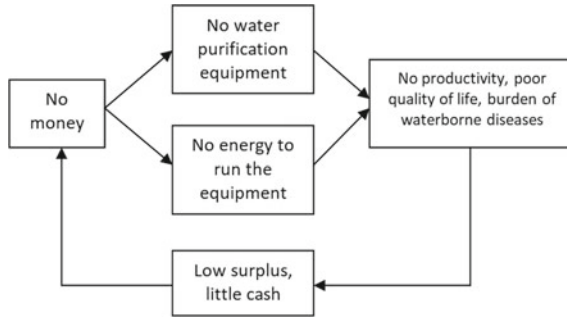 No water
purification
equipment
No
money
No productivity, poor
quality of life, burden of
waterborne diseases
No energy to
run the
equipment
Low surplus,
little cash